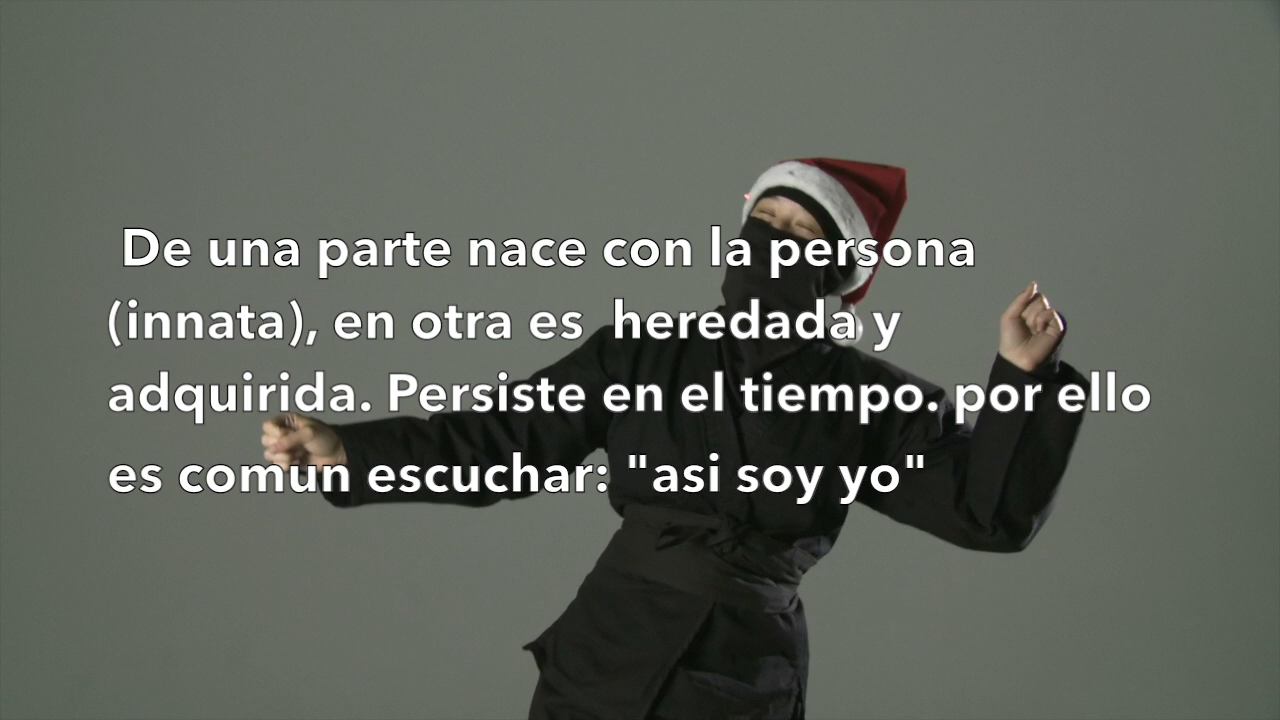 De una parte nace con la persona
(innata), en otra es heredada y
adquirida. Persiste en el tiempo. por ello
es común escuchar: "asi soy yo"